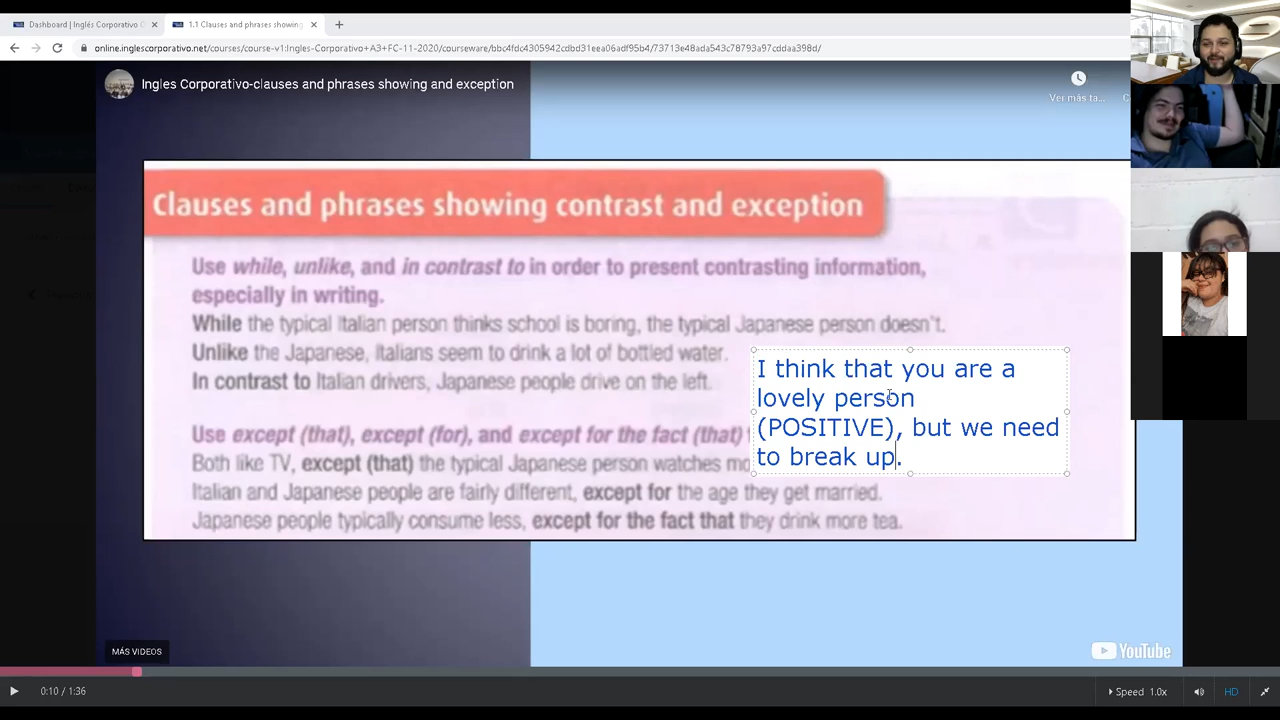 Dashboard | Inglés Corporativo
1.1 Clauses and phrases showing
online.inglescorporativo.net/courses/course-v1:Ingles-Corporativo+A3+FC-11-2020/courseware/bbc4fdc4305942cdbd31eea06adf95b4/73713e48ada543c78793a97cddaa398d/
Ingles Corporativo-clauses and phrases showing and exception
Ver más ta...
Clauses and phrases showing contrast and exception
Use while, unlike, and in contrast to in order to present contrasting information,
especially in writing.
While the typical Italian person thinks school is boring, the typical Japanese person doesn't.
Unlike the Japanese, Italians seem to drink a lot of bottled water.
In contrast to Italian drivers, Japanese people drive on the left.
I think that you are a
lovely person
(POSITIVE), but we need
to break up.
Use except (that), except (for), and except for the fact (that)
Both like TV, except (that) the typical Japanese person watches
Italian and Japanese people are fairly different, except for the age they get married.
Japanese people typically consume less, except for the fact that they drink more tea.
MÁS VIDEOS
YouTube
0:10 / 1:36
Speed 1.0x
HD